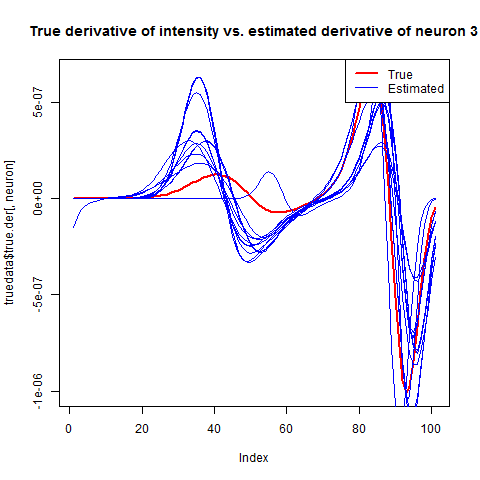 True derivative of intensity vs. estimated derivative of neuron 3
True
Estimated
truedata$true.der[, neuron]
5e-07
0e+00
-5e-07
-1e-06
0 20 40 60 80 100
Index